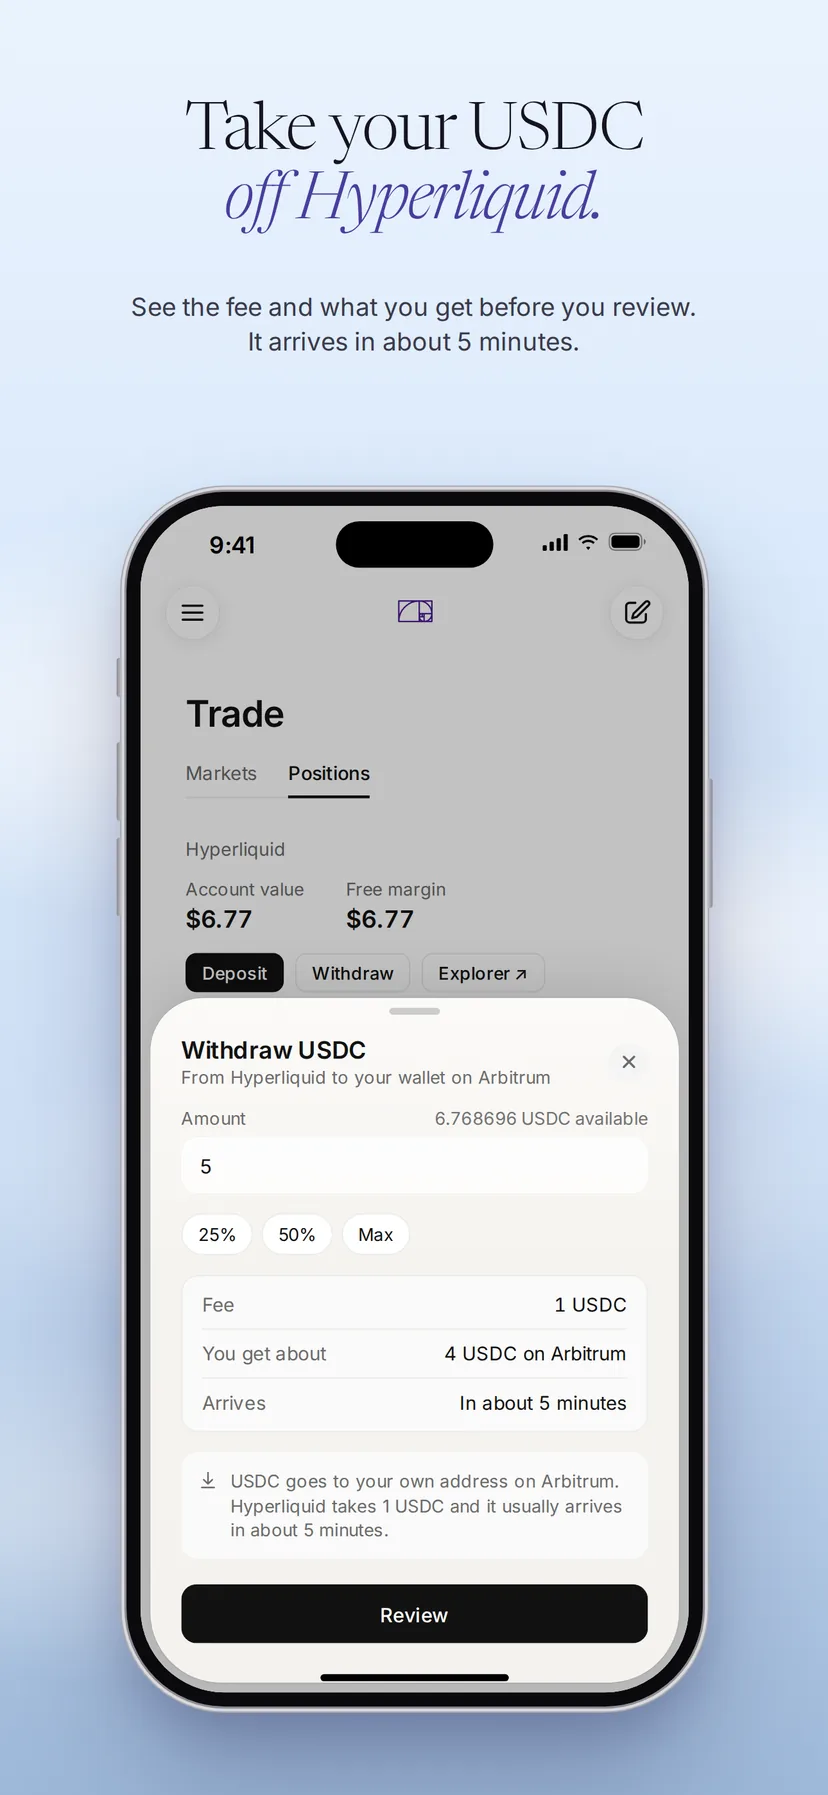 Take your USDC
off Hyperliquid.
See the fee and what you get before you review.
It arrives in about 5 minutes.
9:41
Trade
Markets Positions
Hyperliquid
Account value Free margin
$6.77 $6.77
Deposit Withdraw Explorer ↗
Withdraw USDC
From Hyperliquid to your wallet on Arbitrum
Amount 6.768696 USDC available
5
25% 50% Max
Fee 1 USDC
You get about 4 USDC on Arbitrum
Arrives In about 5 minutes
USDC goes to your own address on Arbitrum.
Hyperliquid takes 1 USDC and it usually arrives
in about 5 minutes.
Review